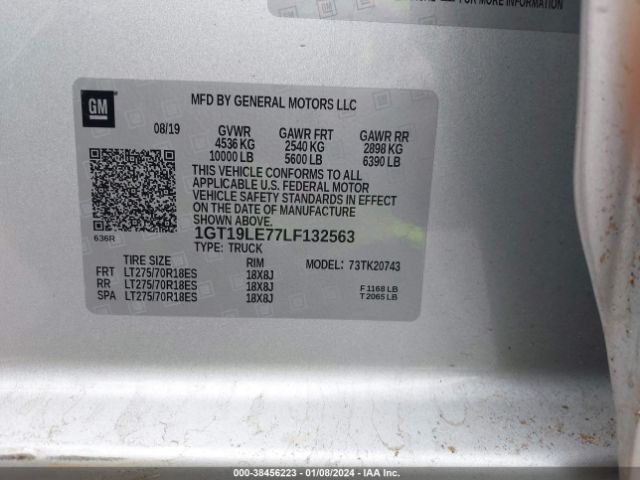 FOR MORE INFORMATION
GM
MFD BY GENERAL MOTORS LLC
08/19 GVWR GAWR FRT GAWR RR
4536 KG 2540 KG 2898 KG
10000 LB 5600 LB 6390 LB
THIS VEHICLE CONFORMS TO ALL
APPLICABLE U.S. FEDERAL MOTOR
VEHICLE SAFETY STANDARDS IN EFFECT
ON THE DATE OF MANUFACTURE
SHOWN ABOVE.
636R 1GT19LE77LF132563
TYPE: TRUCK
TIRE SIZE RIM MODEL: 73TK20743
FRT LT275/70R18ES 18X8J
RR LT275/70R18ES 18X8J F 1168 LB
SPA LT275/70R18ES 18X8J T 2065 LB
000-38456223 - 01/08/2024 - IAA Inc.